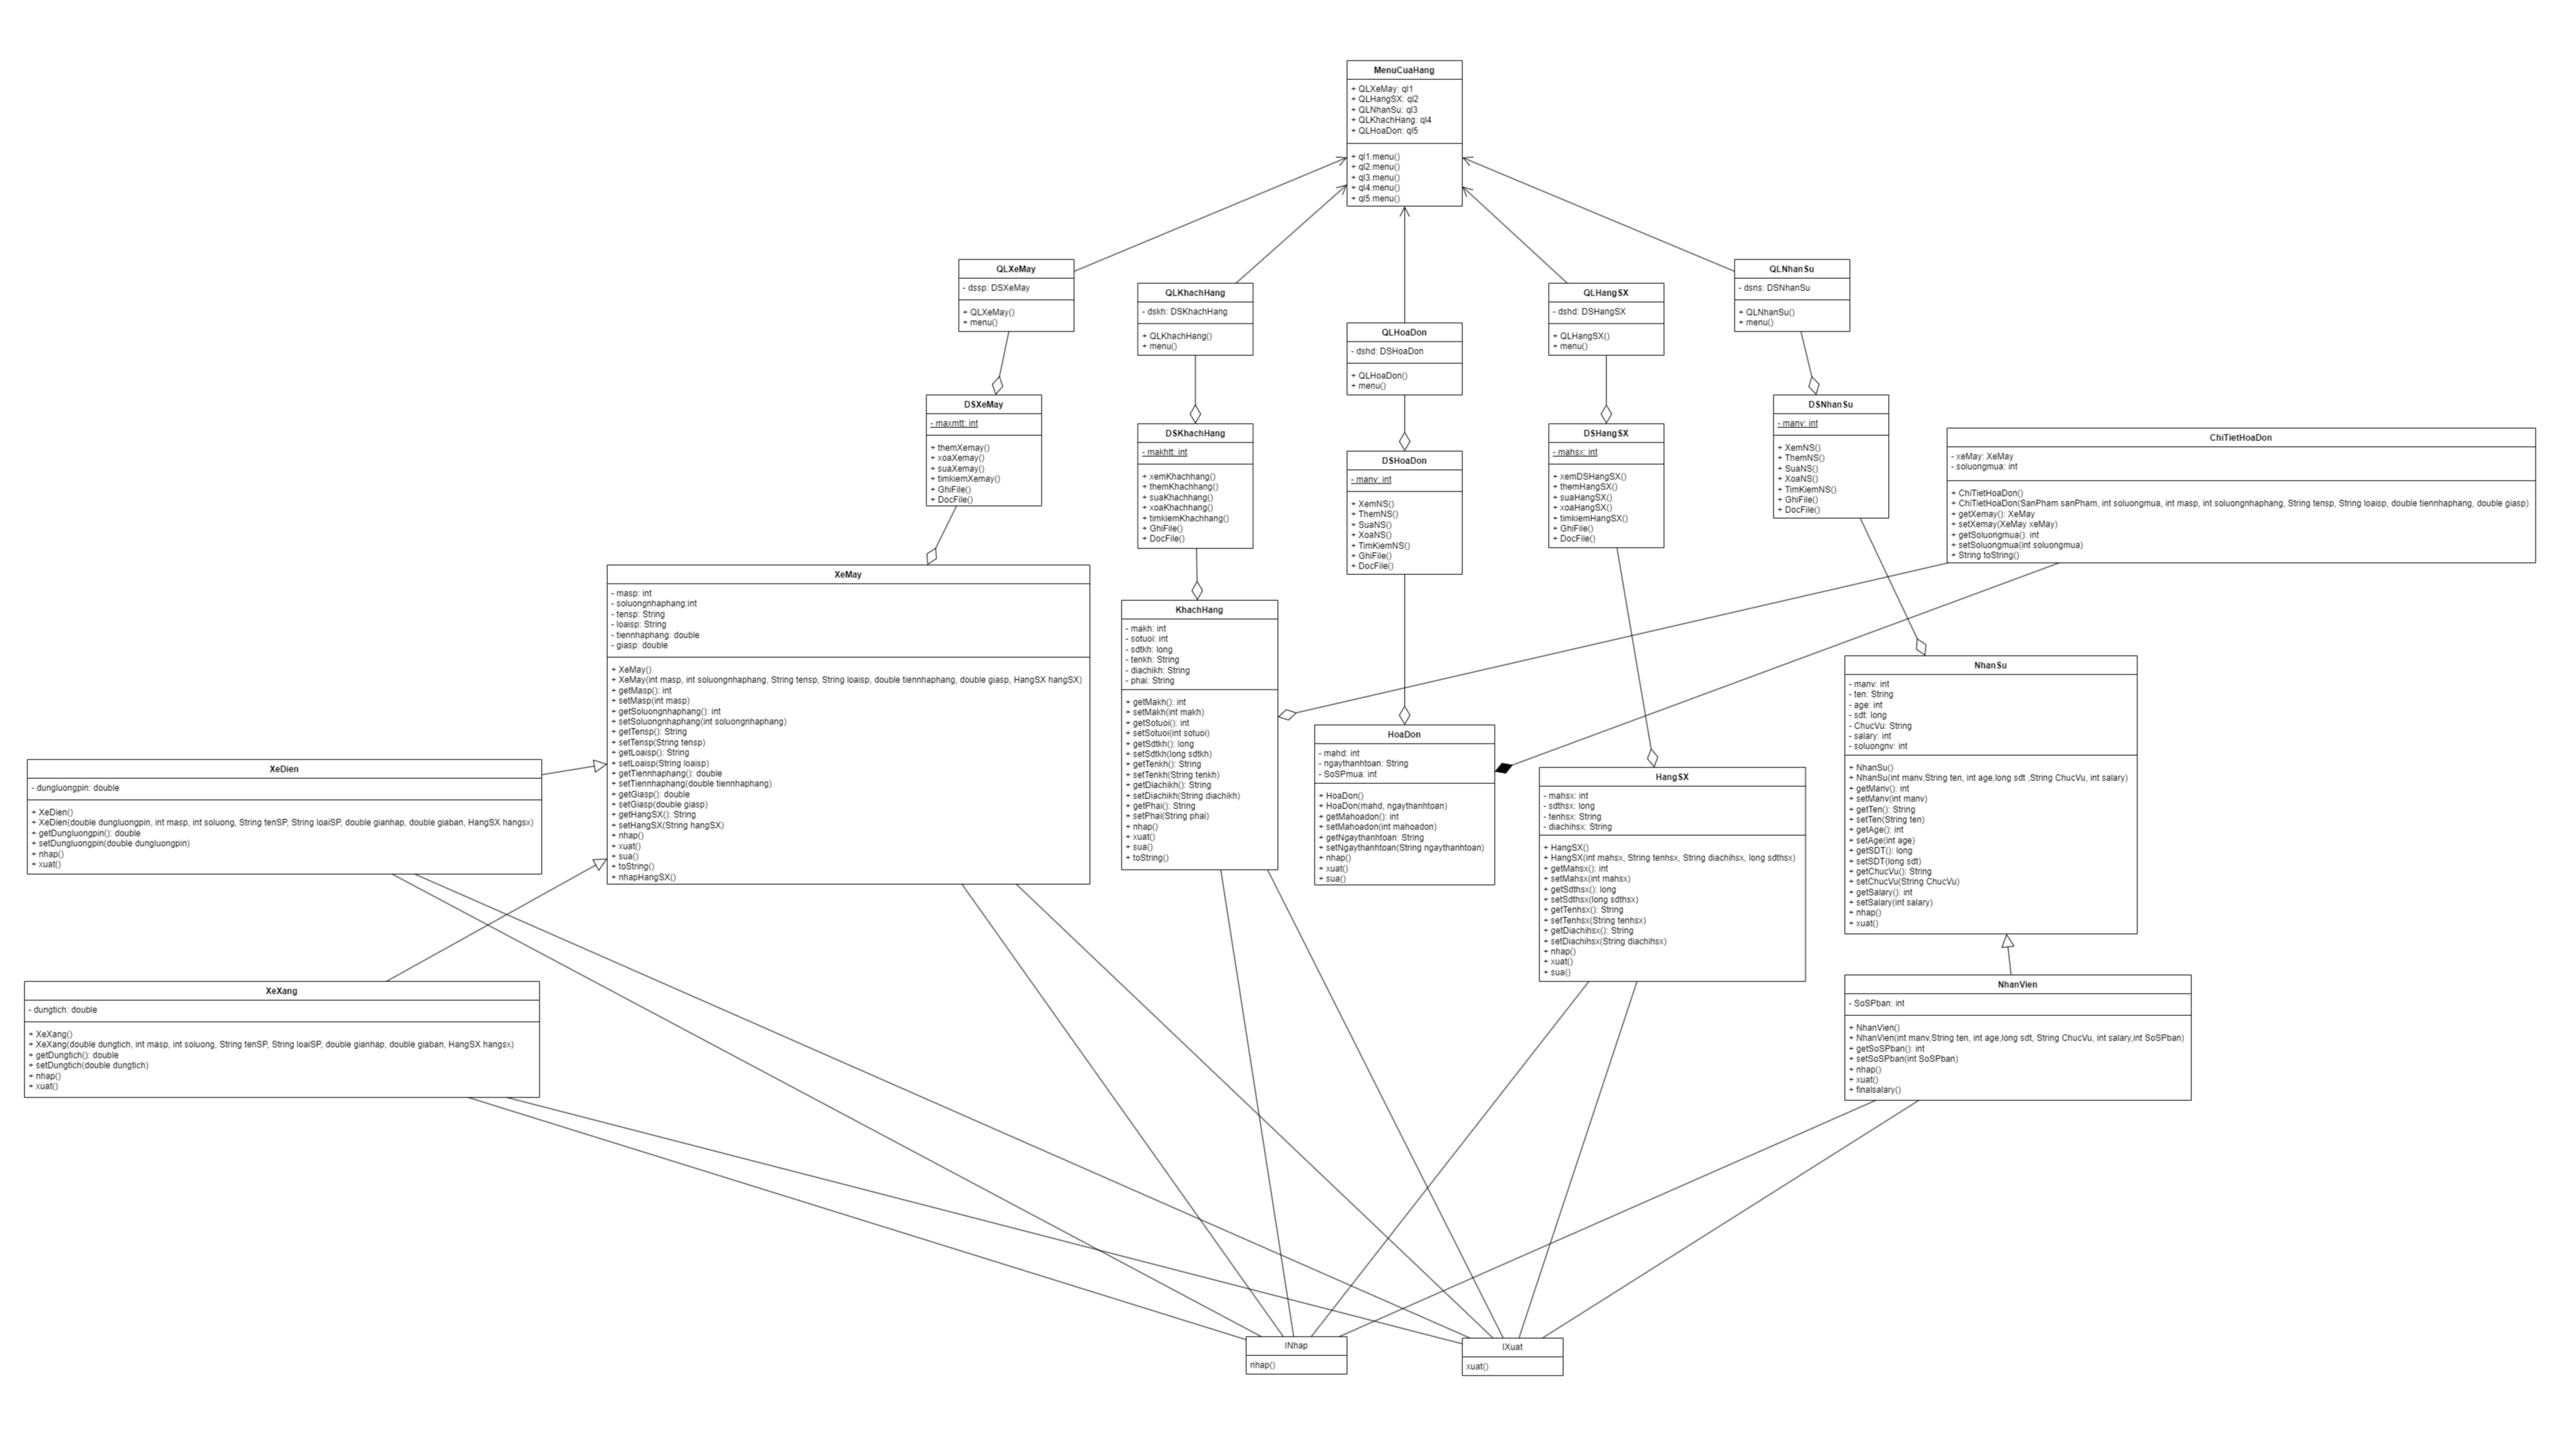 MenuCuaHang
+ QLXeMay: ql1
+ QLHangSX: ql2
+ QLNhanSu: ql3
+ QLKhachHang: ql4
+ QLHoaDon: ql5
+ ql1.menu()
+ ql2.menu()
+ ql3.menu()
+ ql4.menu()
+ ql5.menu()
QLXeMay
- dssp: DSXeMay
+ QLXeMay()
+ menu()
QLKhachHang
- dskh: DSKhachHang
+ QLKhachHang()
+ menu()
QLHoaDon
- dshd: DSHoaDon
+ QLHoaDon()
+ menu()
QLHangSX
- dshd: DSHangSX
+ QLHangSX()
+ menu()
QLNhanSu
- dsns: DSNhanSu
+ QLNhanSu()
+ menu()
DSXeMay
- maxmtt: int
+ themXemay()
+ xoaXemay()
+ suaXemay()
+ timkiemXemay()
+ GhiFile()
+ DocFile()
DSKhachHang
- makhtt: int
+ xemKhachhang()
+ themKhachhang()
+ suaKhachhang()
+ xoaKhachhang()
+ timkiemKhachhang()
+ GhiFile()
+ DocFile()
DSHoaDon
- manv: int
+ XemNS()
+ ThemNS()
+ SuaNS()
+ XoaNS()
+ TimKiemNS()
+ GhiFile()
+ DocFile()
DSHangSX
- mahsx: int
+ xemDSHangSX()
+ themHangSX()
+ suaHangSX()
+ xoaHangSX()
+ timkiemHangSX()
+ GhiFile()
+ DocFile()
DSNhanSu
- manv: int
+ XemNS()
+ ThemNS()
+ SuaNS()
+ XoaNS()
+ TimKiemNS()
+ GhiFile()
+ DocFile()
ChiTietHoaDon
- xeMay: XeMay
- soluongmua: int
+ ChiTietHoaDon()
+ ChiTietHoaDon(SanPham sanPham, int soluongmua, int masp, int soluongnhaphang, String tensp, String loaisp, double tiennhaphang, double giasp)
+ getXemay(): XeMay
+ setXemay(XeMay xeMay)
+ getSoluongmua(): int
+ setSoluongmua(int soluongmua)
+ String toString()
XeMay
- masp: int
- soluongnhaphang:int
- tensp: String
- loaisp: String
- tiennhaphang: double
- giasp: double
+ XeMay()
+ XeMay(int masp, int soluongnhaphang, String tensp, String loaisp, double tiennhaphang, double giasp, HangSX hangSX)
+ getMasp(): int
+ setMasp(int masp)
+ getSoluongnhaphang(): int
+ setSoluongnhaphang(int soluongnhaphang)
+ getTensp(): String
+ setTensp(String tensp)
+ getLoaisp(): String
+ setLoaisp(String loaisp)
+ getTiennhaphang(): double
+ setTiennhaphang(double tiennhaphang)
+ getGiasp(): double
+ setGiasp(double giasp)
+ getHangSX(): String
+ setHangSX(String hangSX)
+ nhap()
+ xuat()
+ sua()
+ toString()
+ nhapHangSX()
KhachHang
- makh: int
- sotuoi: int
- sdtkh: long
- tenkh: String
- diachikh: String
- phai: String
+ getMakh(): int
+ setMakh(int makh)
+ getSotuoi(): int
+ setSotuoi(int sotuoi)
+ getSdtkh(): long
+ setSdtkh(long sdtkh)
+ getTenkh(): String
+ setTenkh(String tenkh)
+ getDiachikh(): String
+ setDiachikh(String diachikh)
+ getPhai(): String
+ setPhai(String phai)
+ nhap()
+ xuat()
+ sua()
+ toString()
HoaDon
- mahd: int
- ngaythanhtoan: String
- SoSPmua: int
+ HoaDon()
+ HoaDon(mahd, ngaythanhtoan)
+ getMahoadon(): int
+ setMahoadon(int mahoadon)
+ getNgaythanhtoan: String
+ setNgaythanhtoan(String ngaythanhtoan)
+ nhap()
+ xuat()
+ sua()
HangSX
- mahsx: int
- sdthsx: long
- tenhsx: String
- diachihsx: String
+ HangSX()
+ HangSX(int mahsx, String tenhsx, String diachihsx, long sdthsx)
+ getMahsx(): int
+ setMahsx(int mahsx)
+ getSdthsx(): long
+ setSdthsx(long sdthsx)
+ getTenhsx(): String
+ setTenhsx(String tenhsx)
+ getDiachihsx(): String
+ setDiachihsx(String diachihsx)
+ nhap()
+ xuat()
+ sua()
NhanSu
- manv: int
- ten: String
- age: int
- sdt: long
- ChucVu: String
- salary: int
- soluongnv: int
+ NhanSu()
+ NhanSu(int manv,String ten, int age,long sdt ,String ChucVu, int salary)
+ getManv(): int
+ setManv(int manv)
+ getTen(): String
+ setTen(String ten)
+ getAge(): int
+ setAge(int age)
+ getSDT(): long
+ setSDT(long sdt)
+ getChucVu(): String
+ setChucVu(String ChucVu)
+ getSalary(): int
+ setSalary(int salary)
+ nhap()
+ xuat()
XeDien
- dungluongpin: double
+ XeDien()
+ XeDien(double dungluongpin, int masp, int soluong, String tenSP, String loaiSP, double gianhap, double giaban, HangSX hangsx)
+ getDungluongpin(): double
+ setDungluongpin(double dungluongpin)
+ nhap()
+ xuat()
XeXang
- dungtich: double
+ XeXang()
+ XeXang(double dungtich, int masp, int soluong, String tenSP, String loaiSP, double gianhap, double giaban, HangSX hangsx)
+ getDungtich(): double
+ setDungtich(double dungtich)
+ nhap()
+ xuat()
NhanVien
- SoSPban: int
+ NhanVien()
+ NhanVien(int manv,String ten, int age,long sdt, String ChucVu, int salary,int SoSPban)
+ getSoSPban(): int
+ setSoSPban(int SoSPban)
+ nhap()
+ xuat()
+ finalsalary()
INhap
nhap()
IXuat
xuat()